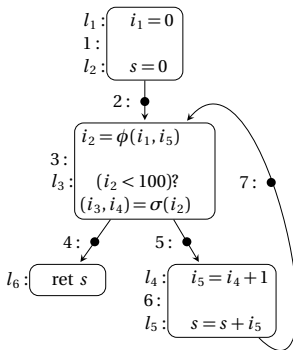 l₁: i₁ = 0
1:
l₂: s = 0
2:
i₂ = ϕ(i₁, i₅)
3:
l₃: (i₂ < 100)?
(i₃, i₄) = σ(i₂)
7:
4: 5:
l₆: ret s
l₄: i₅ = i₄ + 1
6:
l₅: s = s + i₅